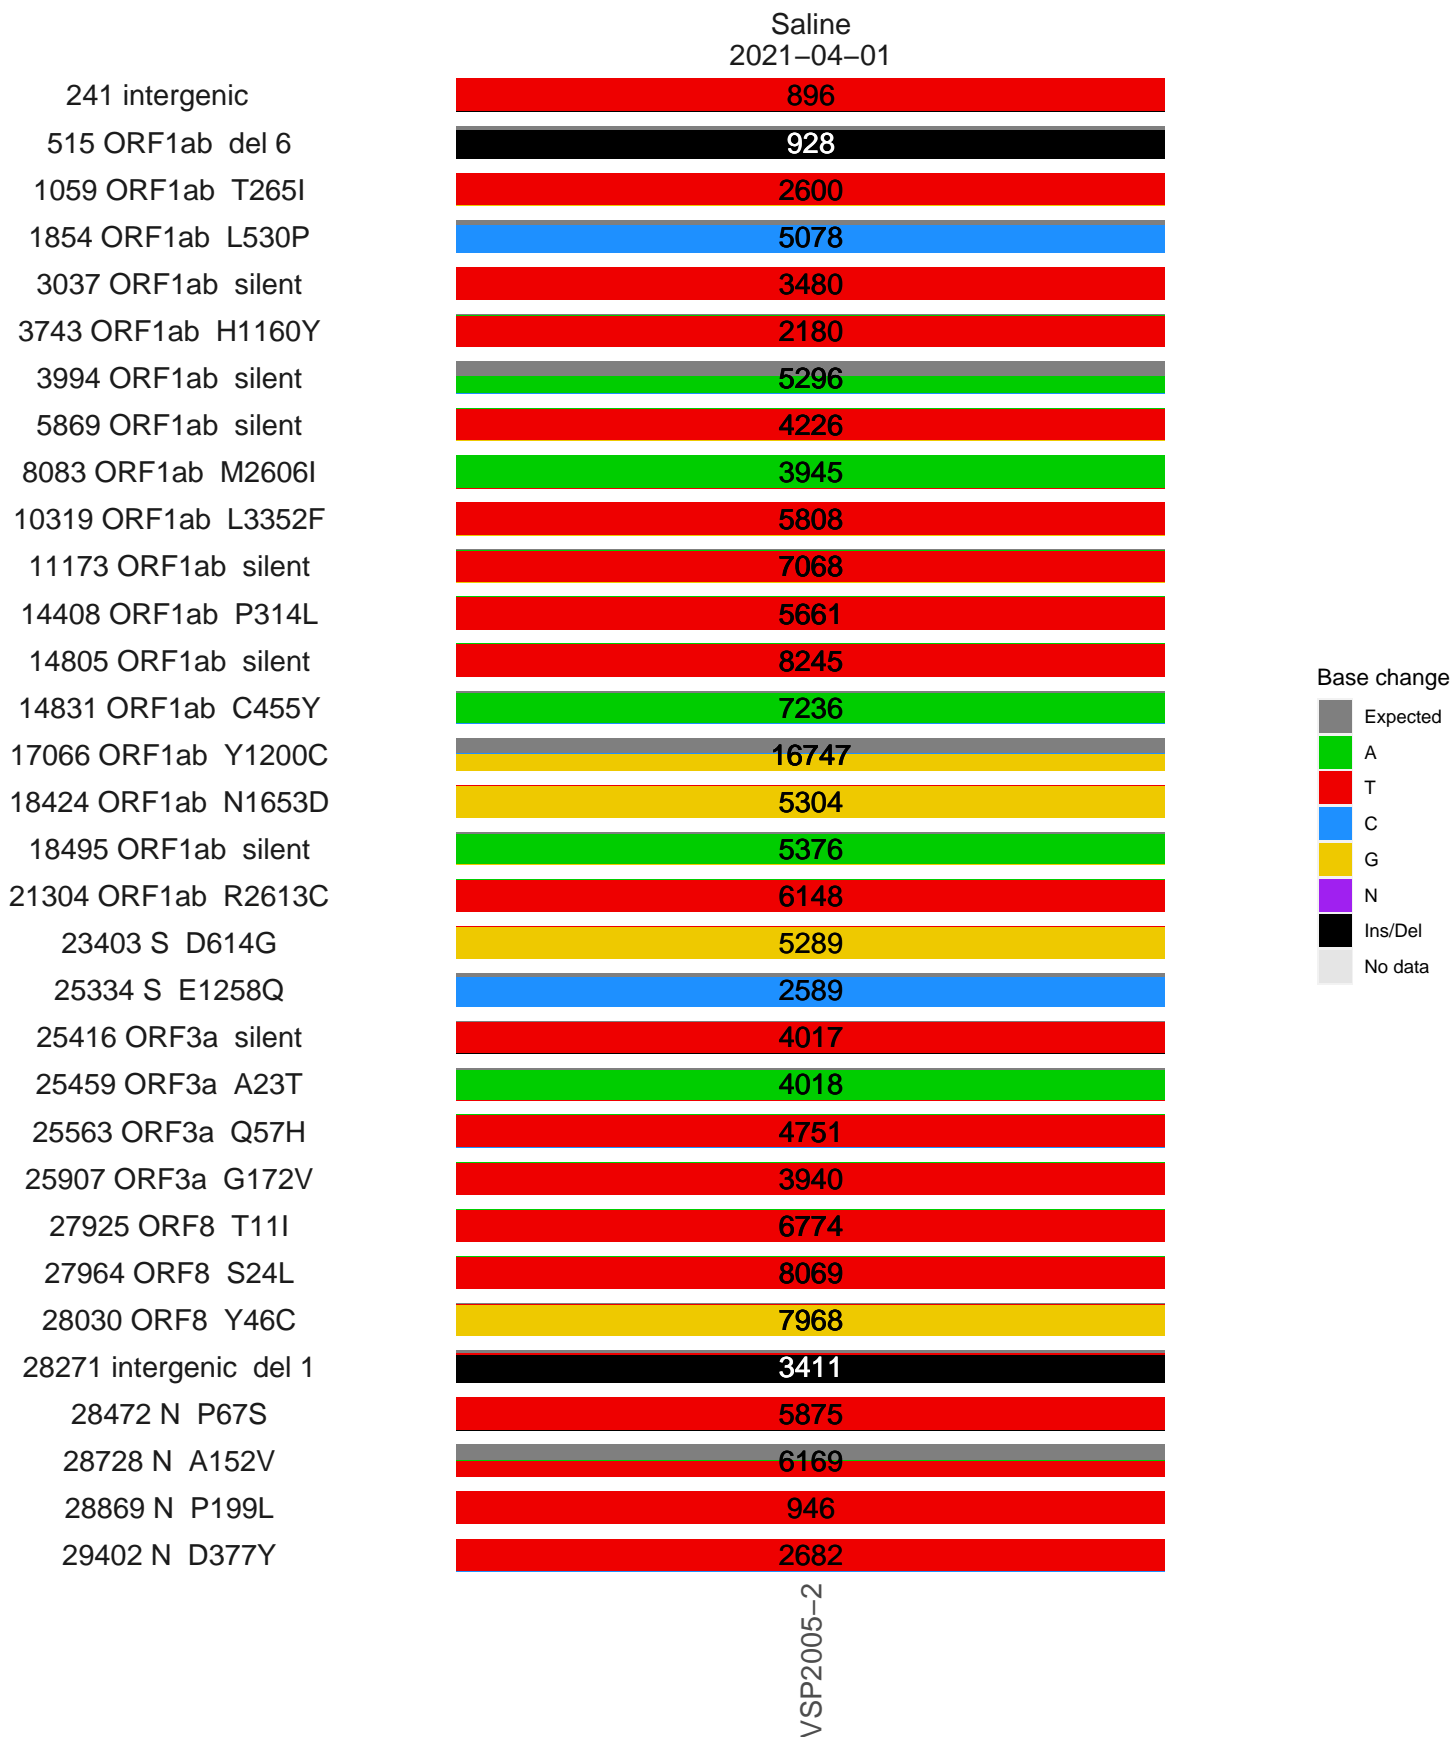 Saline
2021−04−01
241 intergenic 896
515 ORF1ab del 6 928
1059 ORF1ab T265I 2600
1854 ORF1ab L530P 5078
3037 ORF1ab silent 3480
3743 ORF1ab H1160Y 2180
3994 ORF1ab silent 5296
5869 ORF1ab silent 4226
8083 ORF1ab M2606I 3945
10319 ORF1ab L3352F 5808
11173 ORF1ab silent 7068
14408 ORF1ab P314L 5661
14805 ORF1ab silent 8245
14831 ORF1ab C455Y 7236
17066 ORF1ab Y1200C 16747
18424 ORF1ab N1653D 5304
18495 ORF1ab silent 5376
21304 ORF1ab R2613C 6148
23403 S D614G 5289
25334 S E1258Q 2589
25416 ORF3a silent 4017
25459 ORF3a A23T 4018
25563 ORF3a Q57H 4751
25907 ORF3a G172V 3940
27925 ORF8 T11I 6774
27964 ORF8 S24L 8069
28030 ORF8 Y46C 7968
28271 intergenic del 1 3411
28472 N P67S 5875
28728 N A152V 6169
28869 N P199L 946
29402 N D377Y 2682
VSP2005−2
Base change
Expected
A
T
C
G
N
Ins/Del
No data